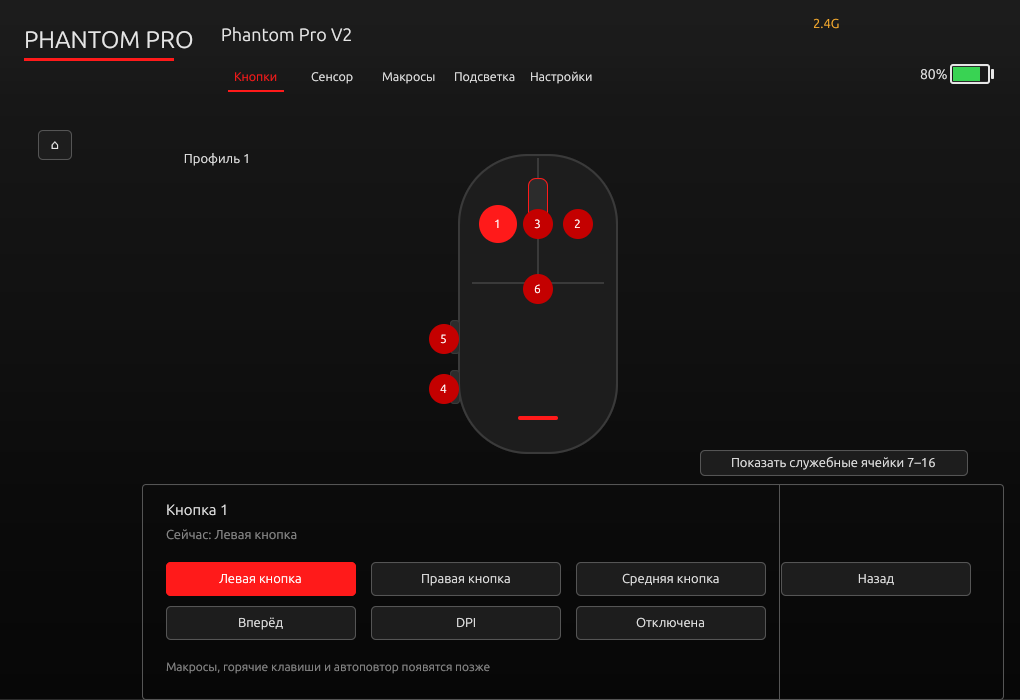 2.4G
PHANTOM PRO
Phantom Pro V2
Кнопки Сенсор Макросы Подсветка Настройки
80%
Профиль 1
1 3 2
6
5
4
Показать служебные ячейки 7–16
Кнопка 1
Сейчас: Левая кнопка
Левая кнопка Правая кнопка Средняя кнопка Назад
Вперёд DPI Отключена
Макросы, горячие клавиши и автоповтор появятся позже